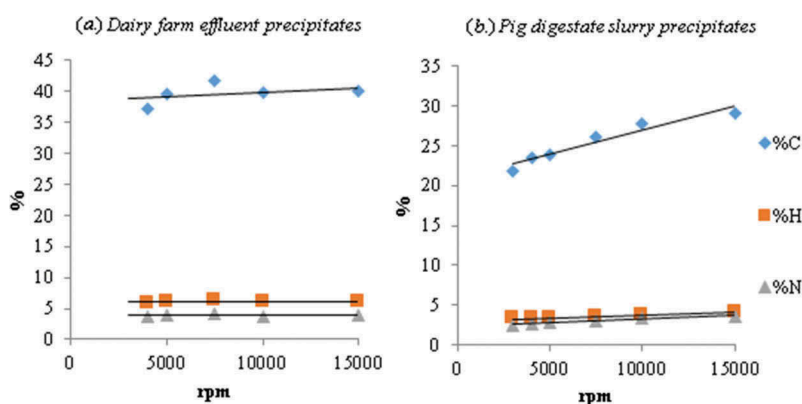 (a.) Dairy farm effluent precipitates
45
40
35
30
25
20
15
10
5
0
%
0 5000 10000 15000
rpm
(b.) Pig digestate slurry precipitates
35
30
25
20
15
10
5
0
%
0 5000 10000 15000
rpm
%C
%H
%N